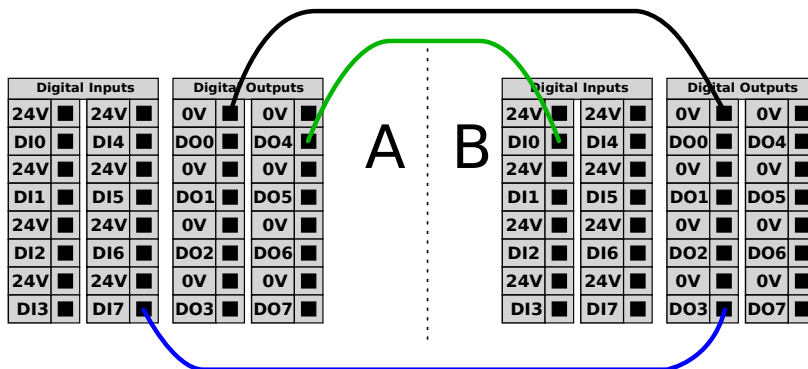 Digital Inputs Digital Outputs Digital Inputs Digital Outputs
24V 24V 0V 0V A B 24V 24V 0V 0V
DI0 DI4 DO0 DO4 DI0 DI4 DO0 DO4
24V 24V 0V 0V 24V 24V 0V 0V
DI1 DI5 DO1 DO5 DI1 DI5 DO1 DO5
24V 24V 0V 0V 24V 24V 0V 0V
DI2 DI6 DO2 DO6 DI2 DI6 DO2 DO6
24V 24V 0V 0V 24V 24V 0V 0V
DI3 DI7 DO3 DO7 DI3 DI7 DO3 DO7